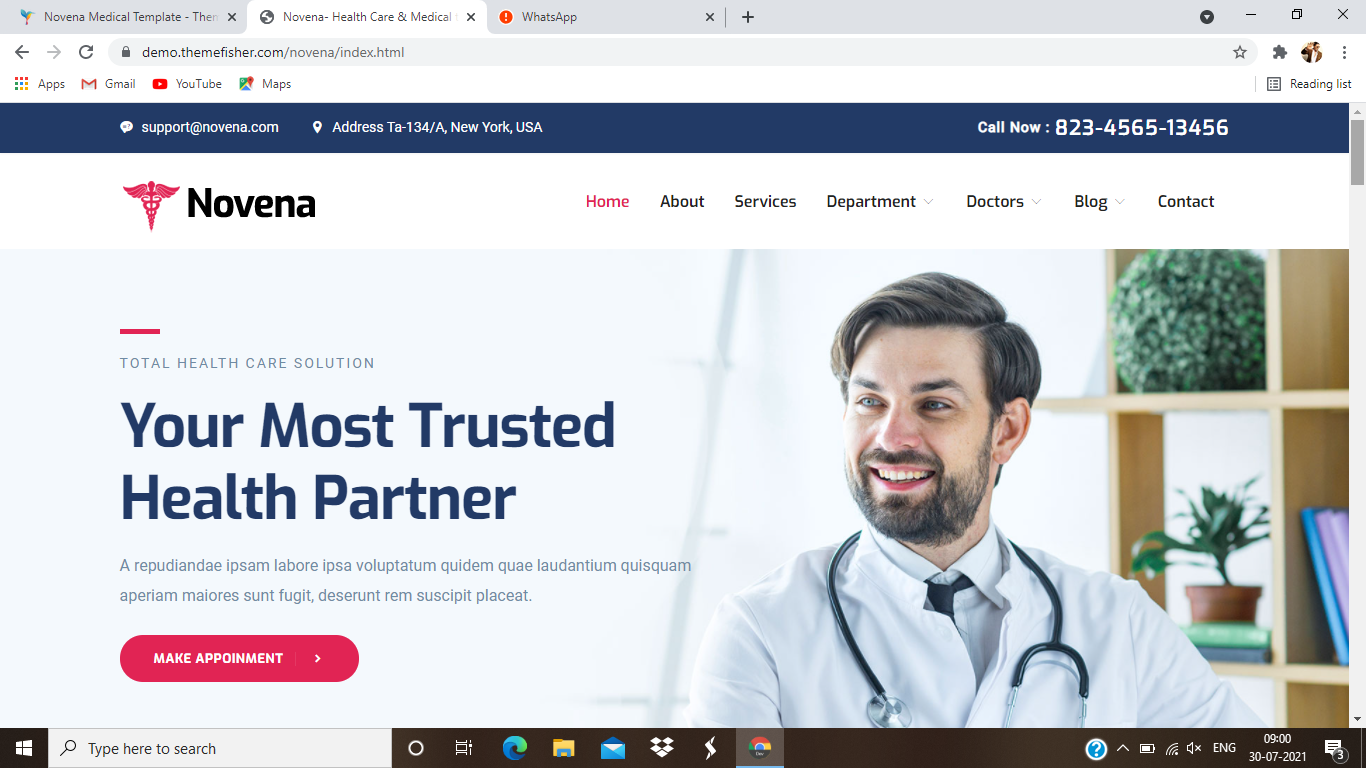 Novena Medical Template - Them
Novena- Health Care & Medical t
WhatsApp
demo.themefisher.com/novena/index.html
Apps
Gmail
YouTube
Maps
Reading list
support@novena.com
Address Ta-134/A, New York, USA
Call Now : 823-4565-13456
Novena
Home
About
Services
Department
Doctors
Blog
Contact
TOTAL HEALTH CARE SOLUTION
Your Most Trusted
Health Partner
A repudiandae ipsam labore ipsa voluptatum quidem quae laudantium quisquam
aperiam maiores sunt fugit, deserunt rem suscipit placeat.
MAKE APPOINMENT
Type here to search
ENG
09:00
30-07-2021
3